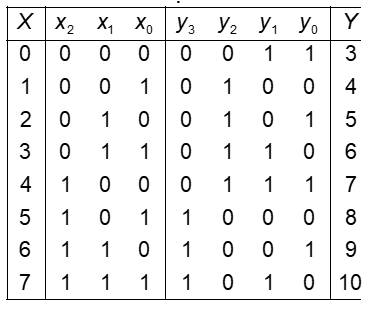 X x₂ x₁ x₀ y₃ y₂ y₁ y₀ Y
0 0 0 0 0 0 1 1 3
1 0 0 1 0 1 0 0 4
2 0 1 0 0 1 0 1 5
3 0 1 1 0 1 1 0 6
4 1 0 0 0 1 1 1 7
5 1 0 1 1 0 0 0 8
6 1 1 0 1 0 0 1 9
7 1 1 1 1 0 1 0 10